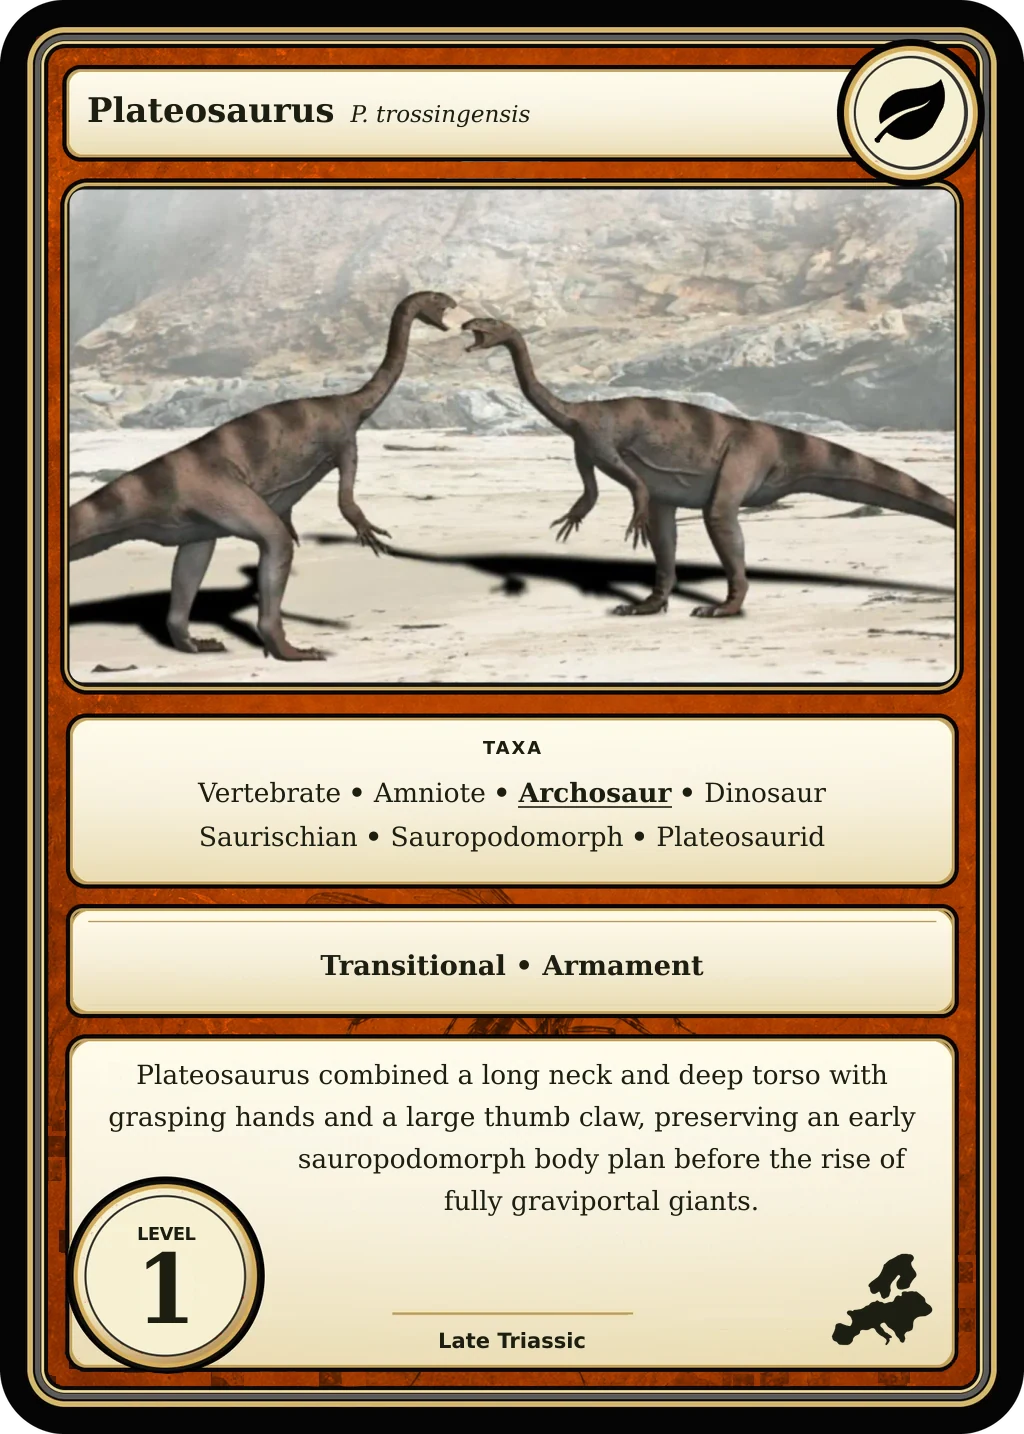 Plateosaurus P. trossingensis
TAXA
Vertebrate • Amniote • Archosaur • Dinosaur
Saurischian • Sauropodomorph • Plateosaurid
Transitional • Armament
Plateosaurus combined a long neck and deep torso with
grasping hands and a large thumb claw, preserving an early
sauropodomorph body plan before the rise of
fully graviportal giants.
LEVEL
1
Late Triassic